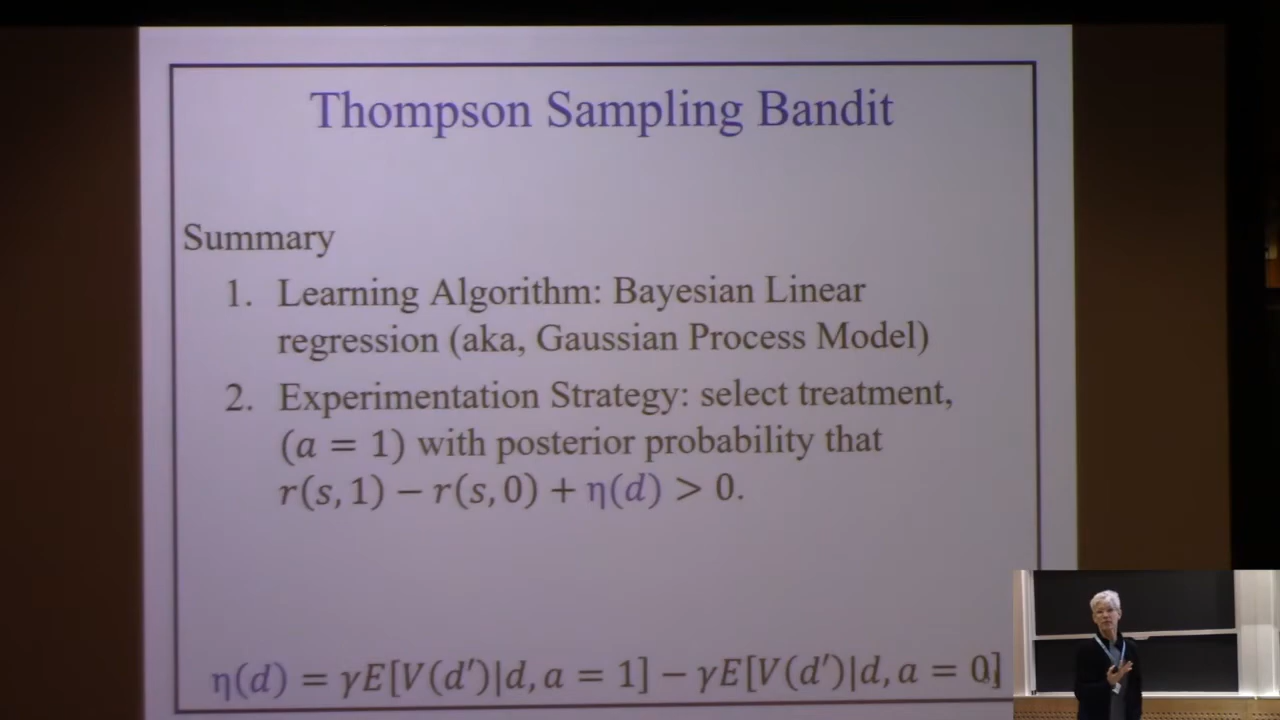 Thompson Sampling Bandit
Summary
1. Learning Algorithm: Bayesian Linear
regression (aka, Gaussian Process Model)
2. Experimentation Strategy: select treatment,
(a = 1) with posterior probability that
r(s, 1) − r(s, 0) + η(d) > 0.
η(d) = γE[V(d′)|d, a = 1] − γE[V(d′)|d, a = 0]